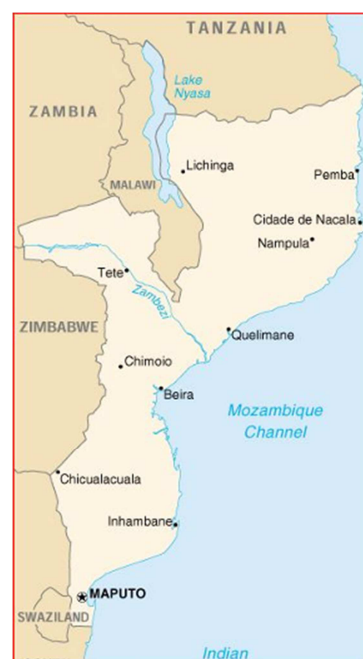 TANZANIA
Lake
Nyasa
ZAMBIA
Lichinga
Pemba
MALAWI
Cidade de Nacala
Nampula
Tete
Zambezi
ZIMBABWE
Quelimane
Chimoio
Beira
Mozambique
Channel
Chicualacuala
Inhambane
MAPUTO
SWAZILAND
Indian